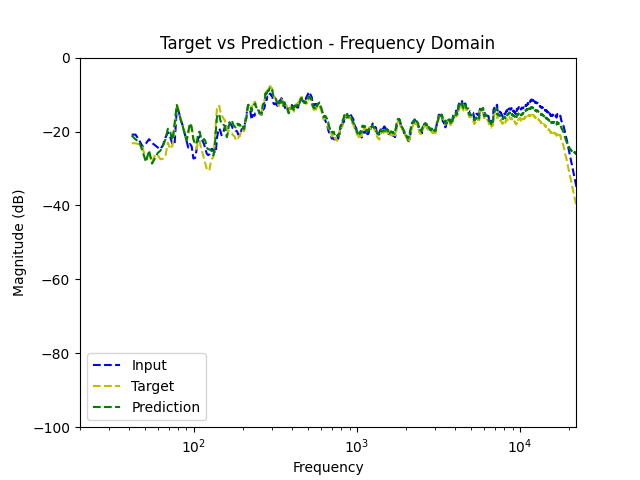 Target vs Prediction - Frequency Domain
Magnitude (dB)
0
−20
−40
−60
−80
−100
Input
Target
Prediction
10²
10³
10⁴
Frequency